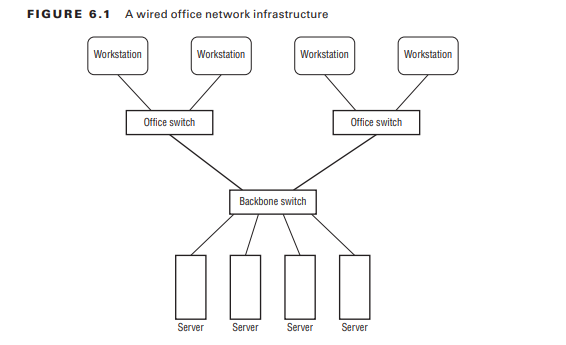 FIGURE 6.1 A wired office network infrastructure
Workstation Workstation Workstation Workstation
Office switch Office switch
Backbone switch
Server Server Server Server